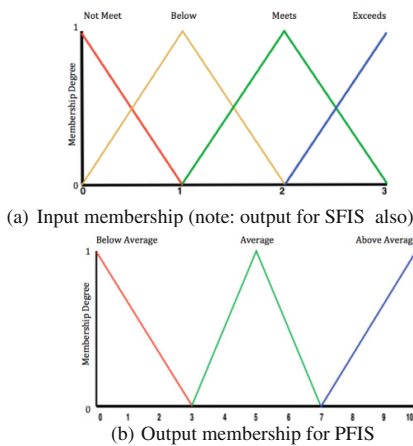 Not Meet Below Meets Exceeds
1
Membership Degree
0
0 1 2 3
(a) Input membership (note: output for SFIS also)
Below Average Average Above Average
1
Membership Degree
0
0 1 2 3 4 5 6 7 8 9 10
(b) Output membership for PFIS